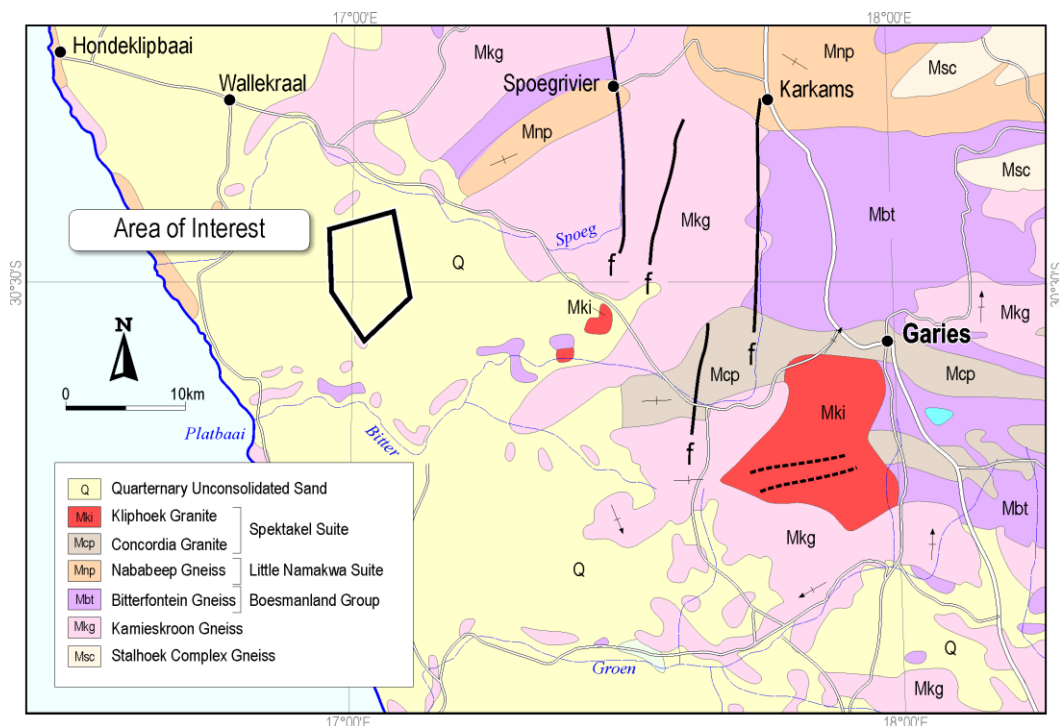 17°00'E
18°00'E
Hondeklipbaai
Wallekraal
Mkg
Spoegrivier
Mnp
Karkams
Msc
Mnp
Msc
Area of Interest
Mkg
Mbt
Spoeg
Q
f
f
30°30'S
30°30'S
Mki
Mkg
N
f
Garies
0
10km
Mcp
Mcp
Mki
Platbaai
Bitter
f
Mbt
Q
Quarternary Unconsolidated Sand
Mki
Kliphoek Granite
Spektakel Suite
Mcp
Concordia Granite
Mnp
Nababeep Gneiss
Little Namakwa Suite
Mbt
Bitterfontein Gneiss
Boesmanland Group
Mkg
Kamieskroon Gneiss
Msc
Stalhoek Complex Gneiss
Mkg
Q
Q
Groen
Mkg
17°00'E
18°00'E